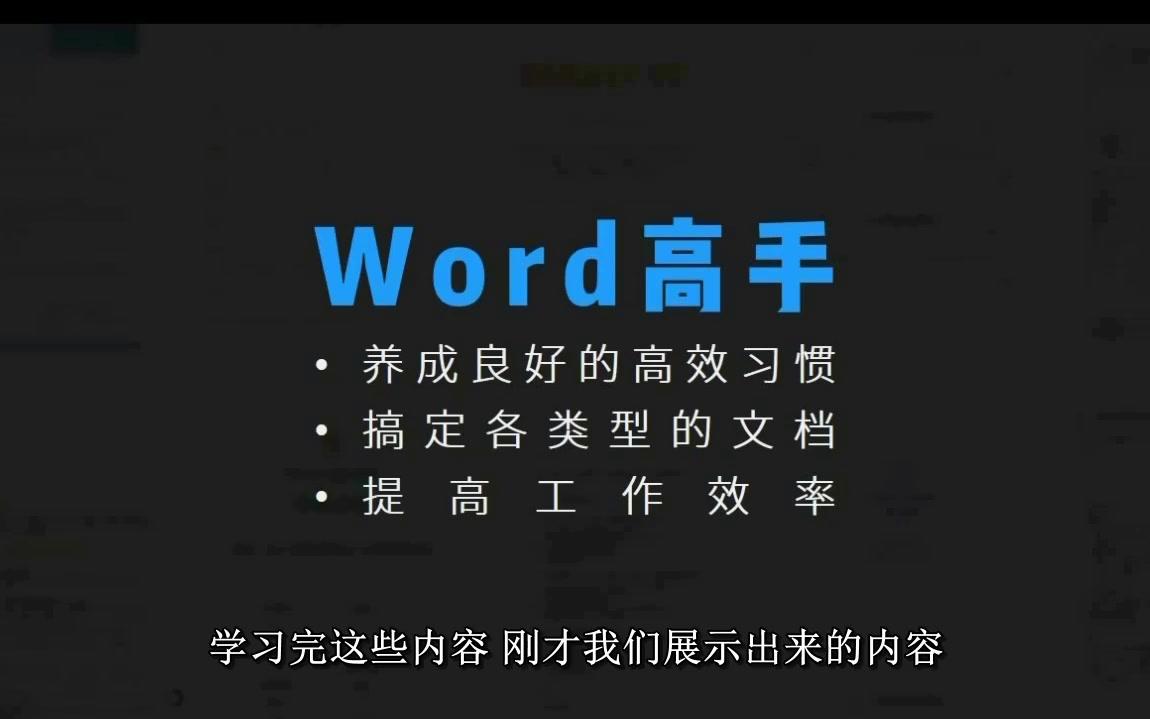 Word高手
• 养成良好的高效习惯
• 搞定各类型的文档
• 提高工作效率
学习完这些内容 刚才我们展示出来的内容